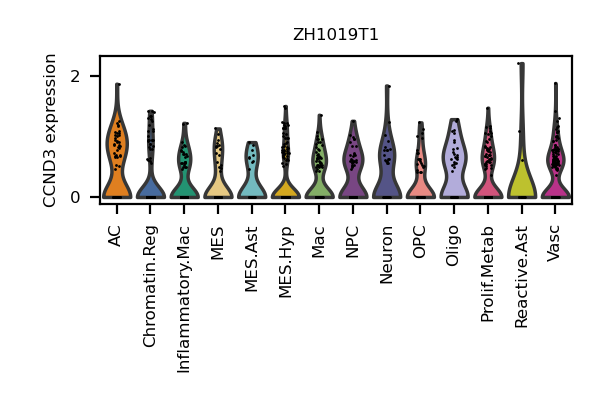 ZH1019T1
CCND3 expression
2
0
AC
Chromatin.Reg
Inflammatory.Mac
MES
MES.Ast
MES.Hyp
Mac
NPC
Neuron
OPC
Oligo
Prolif.Metab
Reactive.Ast
Vasc